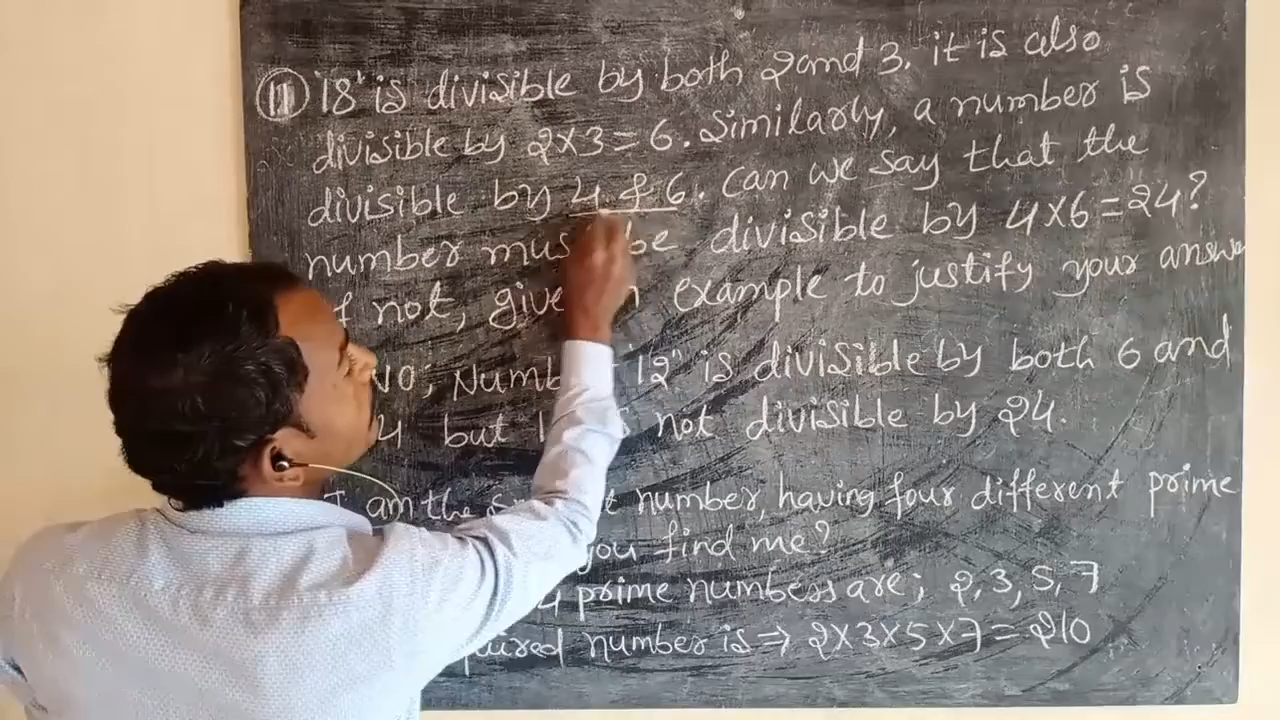 11 '18' is divisible by both 2 and 3. it is also
divisible by 2×3=6. Similarly, a number is
divisible by 4 & 6. Can we say that the
number must be divisible by 4×6=24?
f not, give example to justify your answe
NO; Numb "12" is divisible by both 6 and
4 but not divisible by 24.
I am the number, having four different prime
you find me?
4 prime numbers are; 2,3,5,7
number is ⇒ 2×3×5×7=210